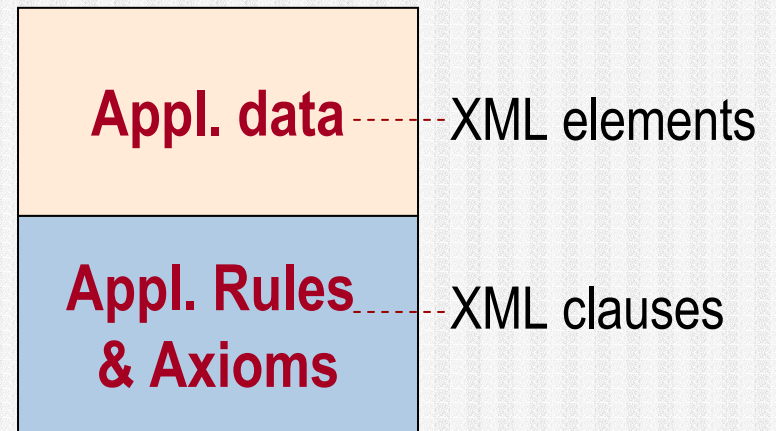 Appl. data
XML elements
Appl. Rules
& Axioms
XML clauses